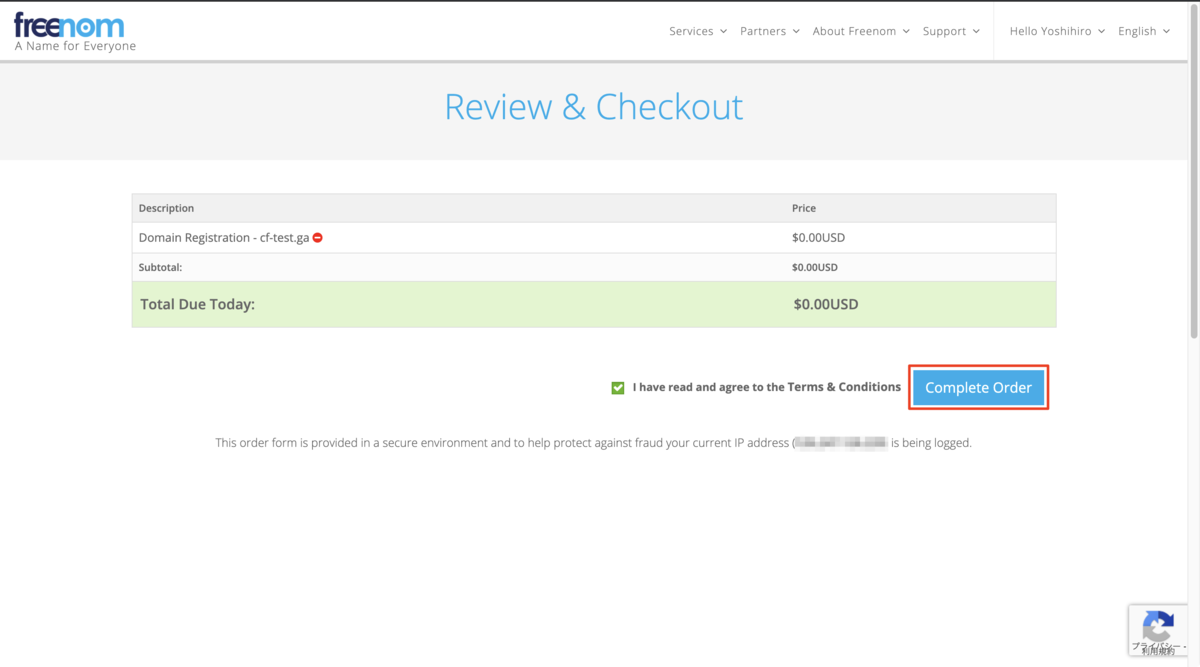 freenom
A Name for Everyone
Services Partners About Freenom Support Hello Yoshihiro English
Review & Checkout
Description Price
Domain Registration - cf-test.ga $0.00USD
Subtotal: $0.00USD
Total Due Today: $0.00USD
I have read and agree to the Terms & Conditions Complete Order
This order form is provided in a secure environment and to help protect against fraud your current IP address ( is being logged.
プライバシー -
利用規約